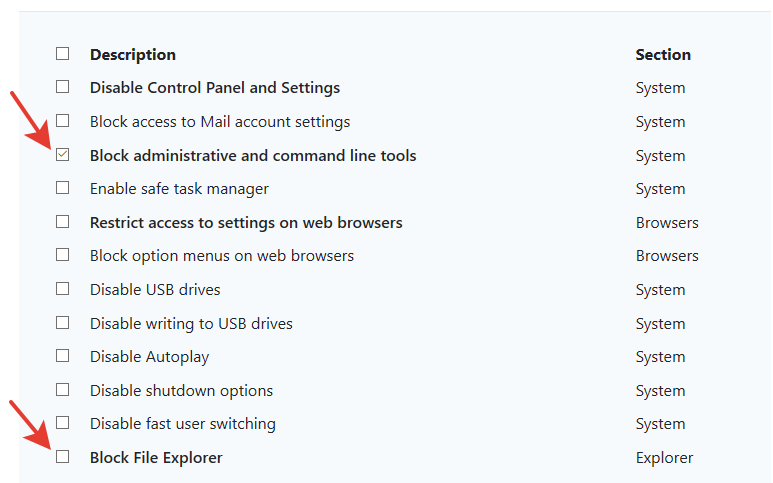 Description Section
Disable Control Panel and Settings System
Block access to Mail account settings System
Block administrative and command line tools System
Enable safe task manager System
Restrict access to settings on web browsers Browsers
Block option menus on web browsers Browsers
Disable USB drives System
Disable writing to USB drives System
Disable Autoplay System
Disable shutdown options System
Disable fast user switching System
Block File Explorer Explorer